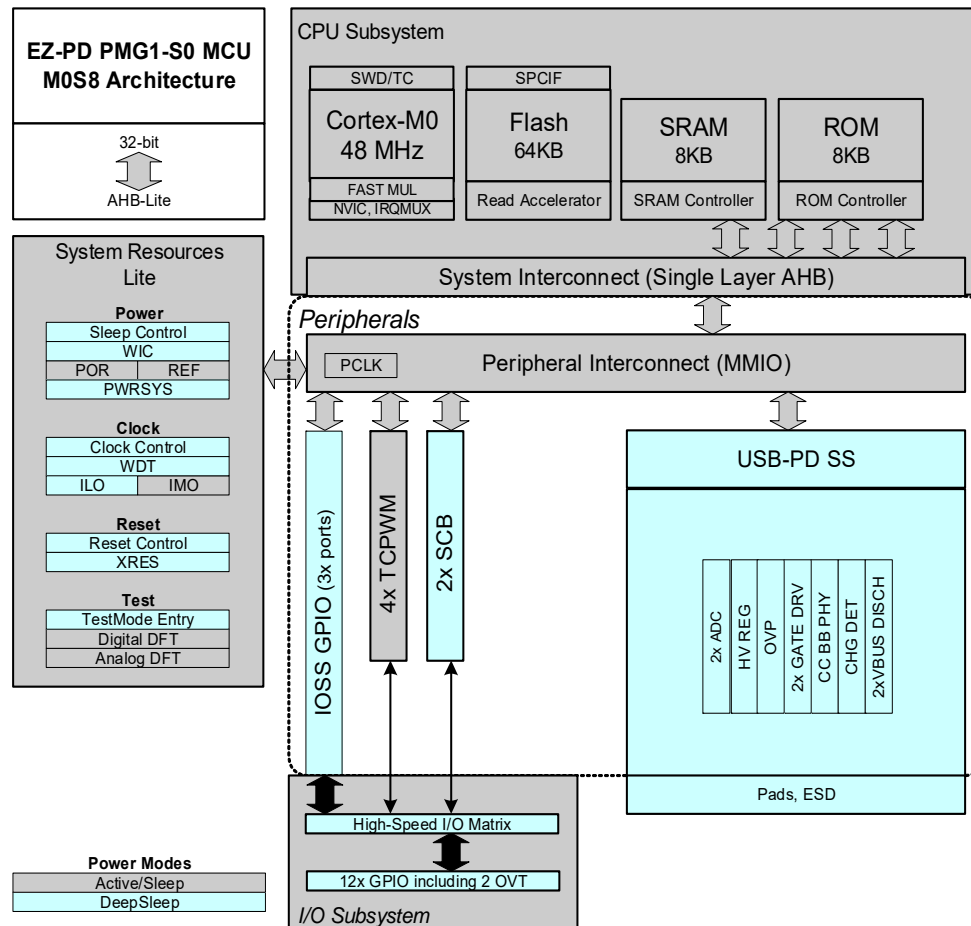 EZ-PD PMG1-S0 MCU
M0S8 Architecture
32-bit
AHB-Lite
CPU Subsystem
SWD/TC
Cortex-M0
48 MHz
FAST MUL
NVIC, IRQMUX
SPCIF
Flash
64KB
Read Accelerator
SRAM
8KB
SRAM Controller
ROM
8KB
ROM Controller
System Interconnect (Single Layer AHB)
System Resources
Lite
Power
Sleep Control
WIC
POR
REF
PWRSYS
Clock
Clock Control
WDT
ILO
IMO
Reset
Reset Control
XRES
Test
TestMode Entry
Digital DFT
Analog DFT
Peripherals
PCLK
Peripheral Interconnect (MMIO)
IOSS GPIO (3x ports)
4x TCPWM
2x SCB
USB-PD SS
2x ADC
HV REG
OVP
2x GATE DRV
CC BB PHY
CHG DET
2xVBUS DISCH
Pads, ESD
High-Speed I/O Matrix
12x GPIO including 2 OVT
I/O Subsystem
Power Modes
Active/Sleep
DeepSleep